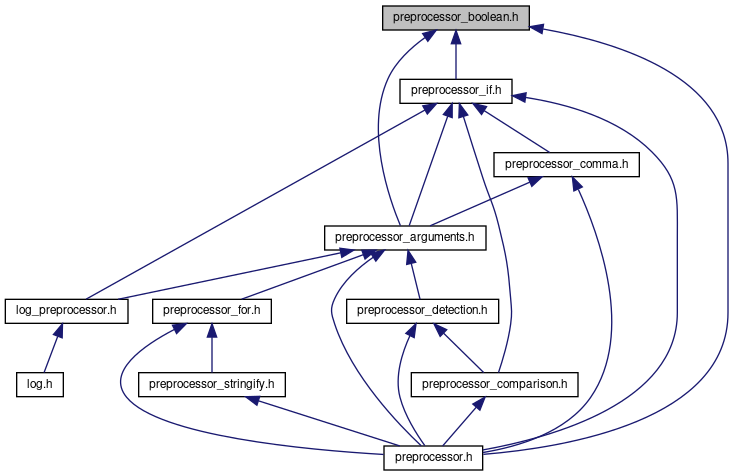 preprocessor_boolean.h
preprocessor_if.h
preprocessor_comma.h
preprocessor_arguments.h
log_preprocessor.h
preprocessor_for.h
preprocessor_detection.h
log.h
preprocessor_stringify.h
preprocessor_comparison.h
preprocessor.h